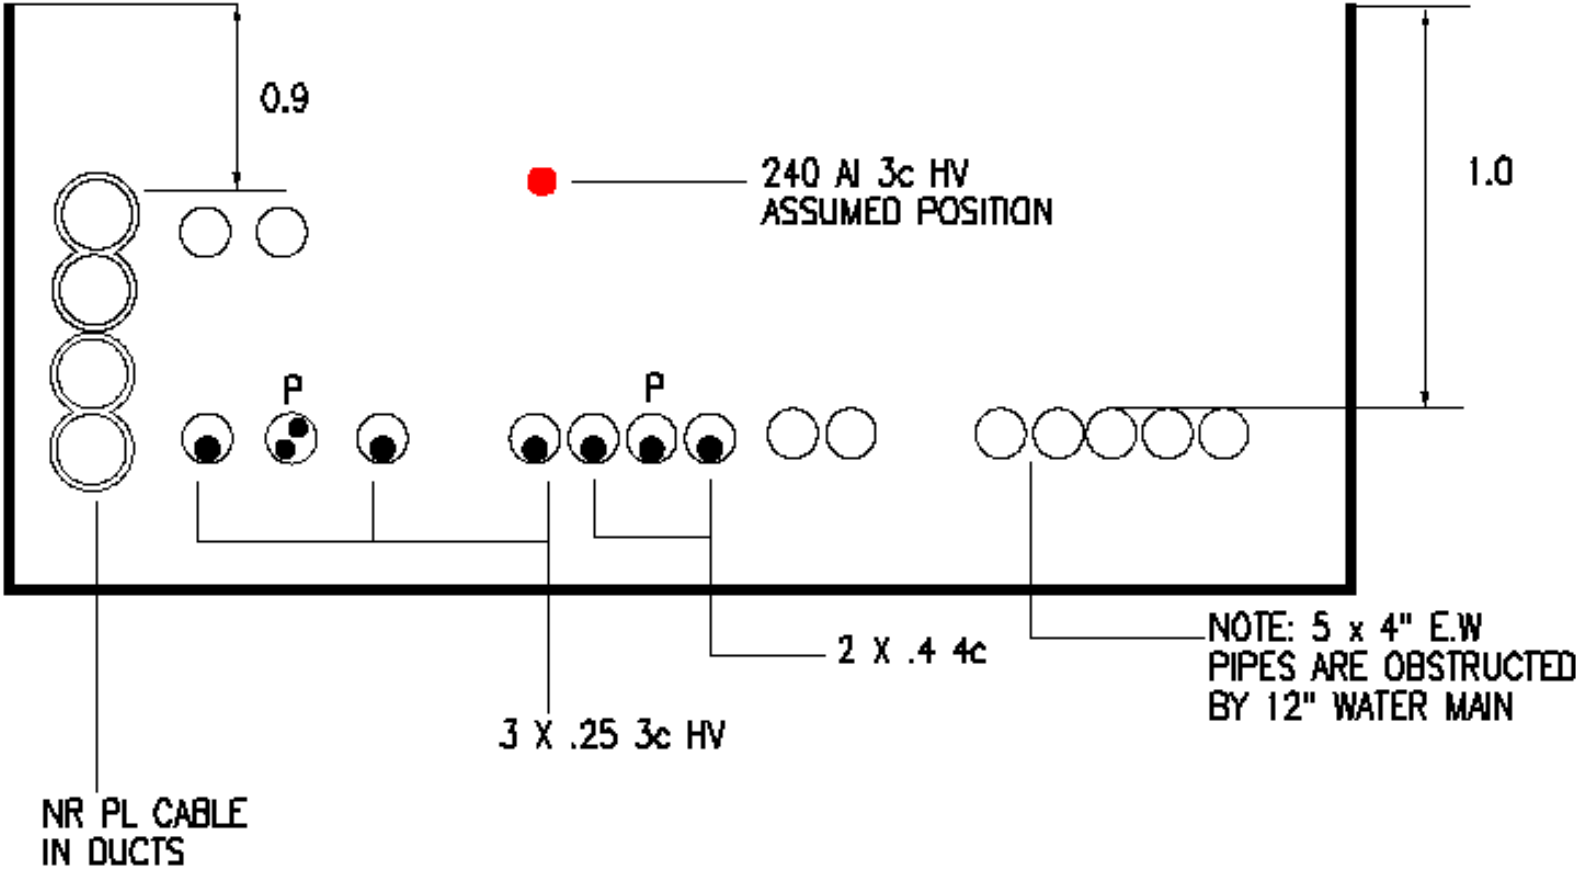 0.9
240 Al 3c HV
ASSUMED POSITION
1.0
P
P
NOTE: 5 x 4" E.W
PIPES ARE OBSTRUCTED
BY 12" WATER MAIN
2 X .4 4c
3 X .25 3c HV
NR PL CABLE
IN DUCTS